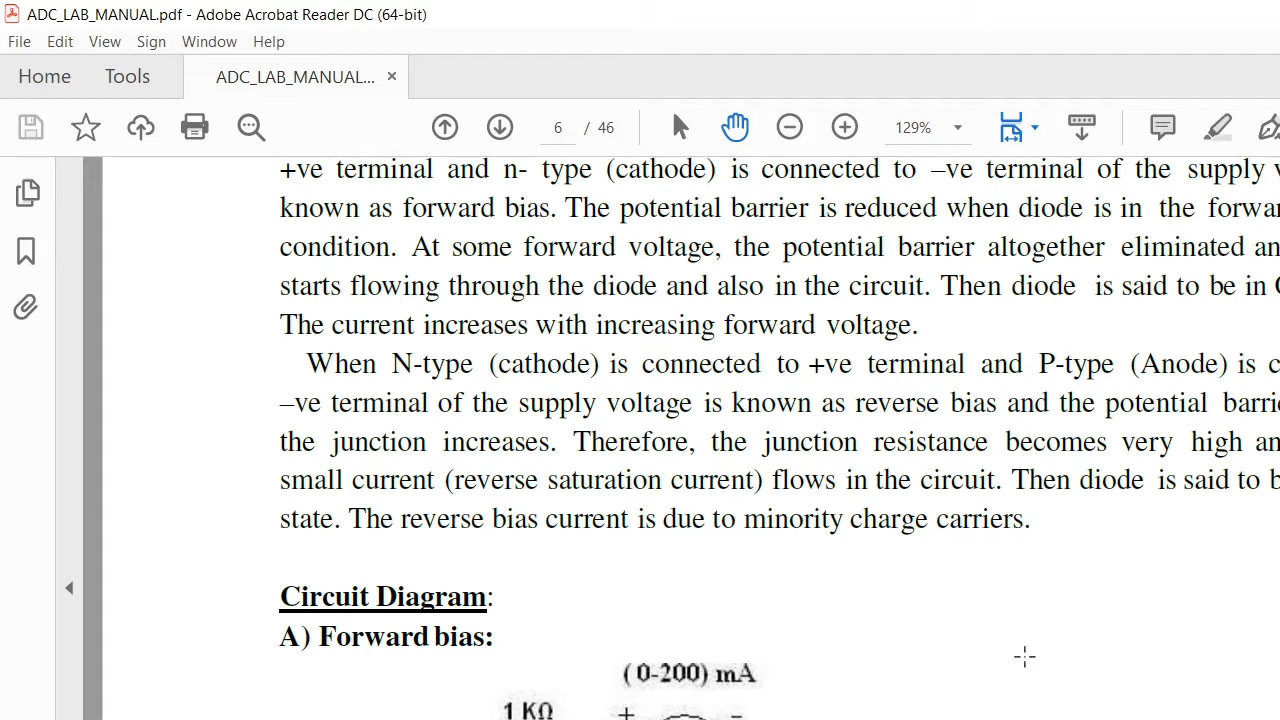 ADC_LAB_MANUAL.pdf - Adobe Acrobat Reader DC (64-bit)
File Edit View Sign Window Help
Home Tools ADC_LAB_MANUAL... ×
6 / 46 129%
+ve terminal and n- type (cathode) is connected to –ve terminal of the supply
known as forward bias. The potential barrier is reduced when diode is in the
condition. At some forward voltage, the potential barrier altogether eliminated
starts flowing through the diode and also in the circuit. Then diode is said to be in
The current increases with increasing forward voltage.
When N-type (cathode) is connected to +ve terminal and P-type (Anode) is
–ve terminal of the supply voltage is known as reverse bias and the potential
the junction increases. Therefore, the junction resistance becomes very high
small current (reverse saturation current) flows in the circuit. Then diode is said to
state. The reverse bias current is due to minority charge carriers.
Circuit Diagram:
A) Forward bias:
(0-200) mA
1 KΩ + –